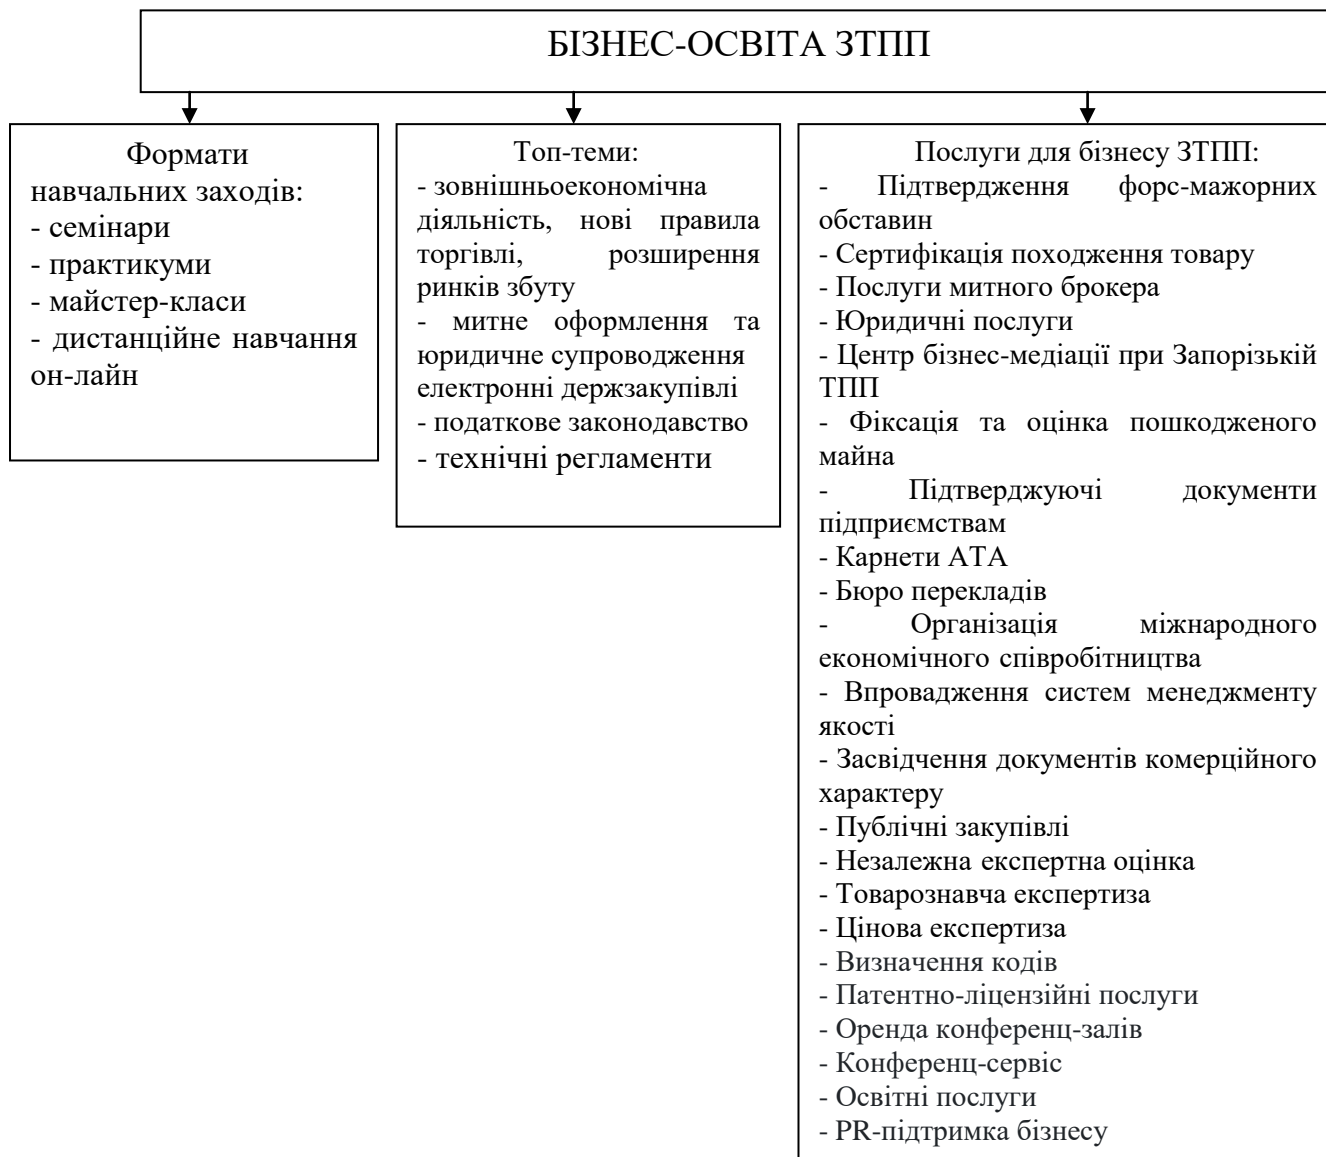 БІЗНЕС-ОСВІТА ЗТПП
Формати
навчальних заходів:
- семінари
- практикуми
- майстер-класи
- дистанційне навчання
он-лайн
Топ-теми:
- зовнішньоекономічна
діяльність, нові правила
торгівлі, розширення
ринків збуту
- митне оформлення та
юридичне супроводження
електронні держзакупівлі
- податкове законодавство
- технічні регламенти
Послуги для бізнесу ЗТПП:
- Підтвердження форс-мажорних
обставин
- Сертифікація походження товару
- Послуги митного брокера
- Юридичні послуги
- Центр бізнес-медіації при Запорізькій
ТПП
- Фіксація та оцінка пошкодженого
майна
- Підтверджуючі документи
підприємствам
- Карнети АТА
- Бюро перекладів
- Організація міжнародного
економічного співробітництва
- Впровадження систем менеджменту
якості
- Засвідчення документів комерційного
характеру
- Публічні закупівлі
- Незалежна експертна оцінка
- Товарознавча експертиза
- Цінова експертиза
- Визначення кодів
- Патентно-ліцензійні послуги
- Оренда конференц-залів
- Конференц-сервіс
- Освітні послуги
- PR-підтримка бізнесу